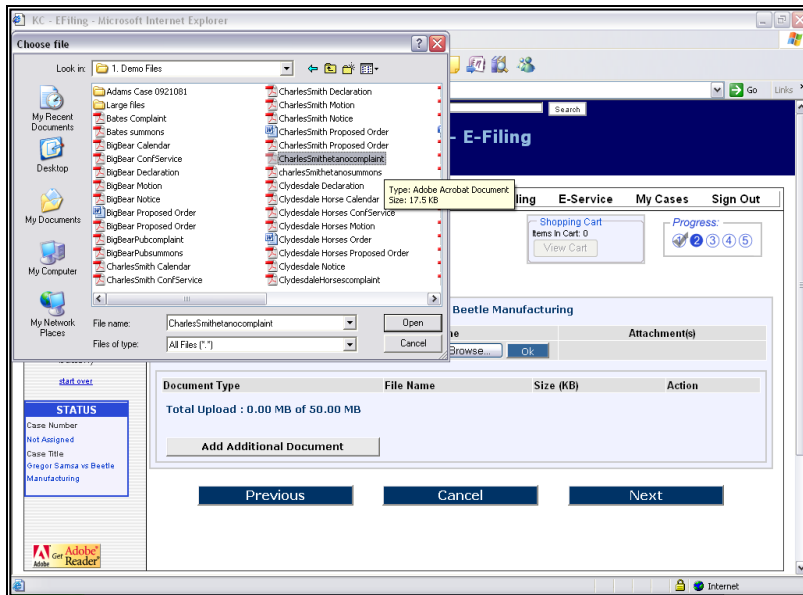 KC - EFiling - Microsoft Internet Explorer
Choose file
Look in: 1. Demo Files
My Recent Documents
Desktop
My Documents
My Computer
My Network Places
Adams Case 0921081
Large files
Bates Complaint
Bates summons
BigBear Calendar
BigBear ConfService
BigBear Declaration
BigBear Motion
BigBear Notice
BigBear Proposed Order
BigBear Proposed Order
BigBearPubcomplaint
BigBearPubsummons
CharlesSmith Calendar
CharlesSmith ConfService
CharlesSmith Declaration
CharlesSmith Motion
CharlesSmith Notice
CharlesSmith Proposed Order
CharlesSmith Proposed Order
CharlesSmithetanocomplaint
charlesSmithetanosummons
Clydesdale Declaration
Clydesdale Horse Calendar
Clydesdale Horses ConfService
Clydesdale Horses Motion
Clydesdale Horses Order
Clydesdale Horses Proposed Order
Clydesdale Notice
ClydesdaleHorsescomplaint
Type: Adobe Acrobat Document
Size: 17.5 KB
File name: CharlesSmithetanocomplaint Open
Files of type: All Files (*.*) Cancel
Go Links
Search
- E-Filing
ling E-Service My Cases Sign Out
Shopping Cart
Items In Cart: 0
View Cart
Progress:
2 3 4 5
Beetle Manufacturing
Attachment(s)
Browse... Ok
start over
Document Type File Name Size (KB) Action
Total Upload : 0.00 MB of 50.00 MB
Add Additional Document
STATUS
Case Number
Not Assigned
Case Title
Gregor Samsa vs Beetle
Manufacturing
Previous Cancel Next
Get Adobe Reader
Adobe
Internet